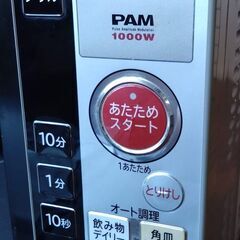 PAM
Pulse Amplitude Modulation
1000W
あたため
スタート
1あたため
とりけし
10分
1分
10秒
オート調理
飲み物
デイリー
角皿